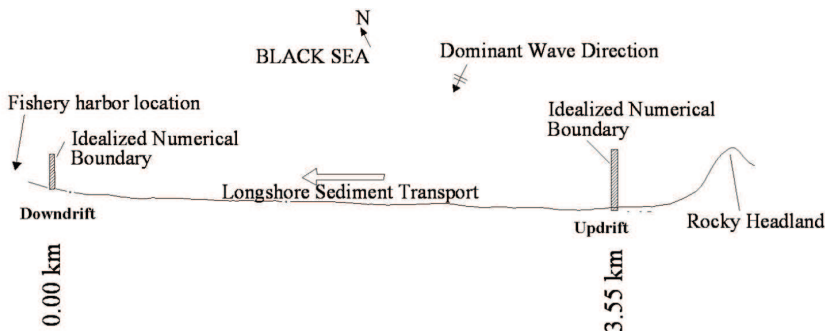 N
BLACK SEA
Dominant Wave Direction
Fishery harbor location
Idealized Numerical
Boundary
Idealized Numerical
Boundary
Longshore Sediment Transport
Downdrift
Updrift
Rocky Headland
0.00 km
3.55 km